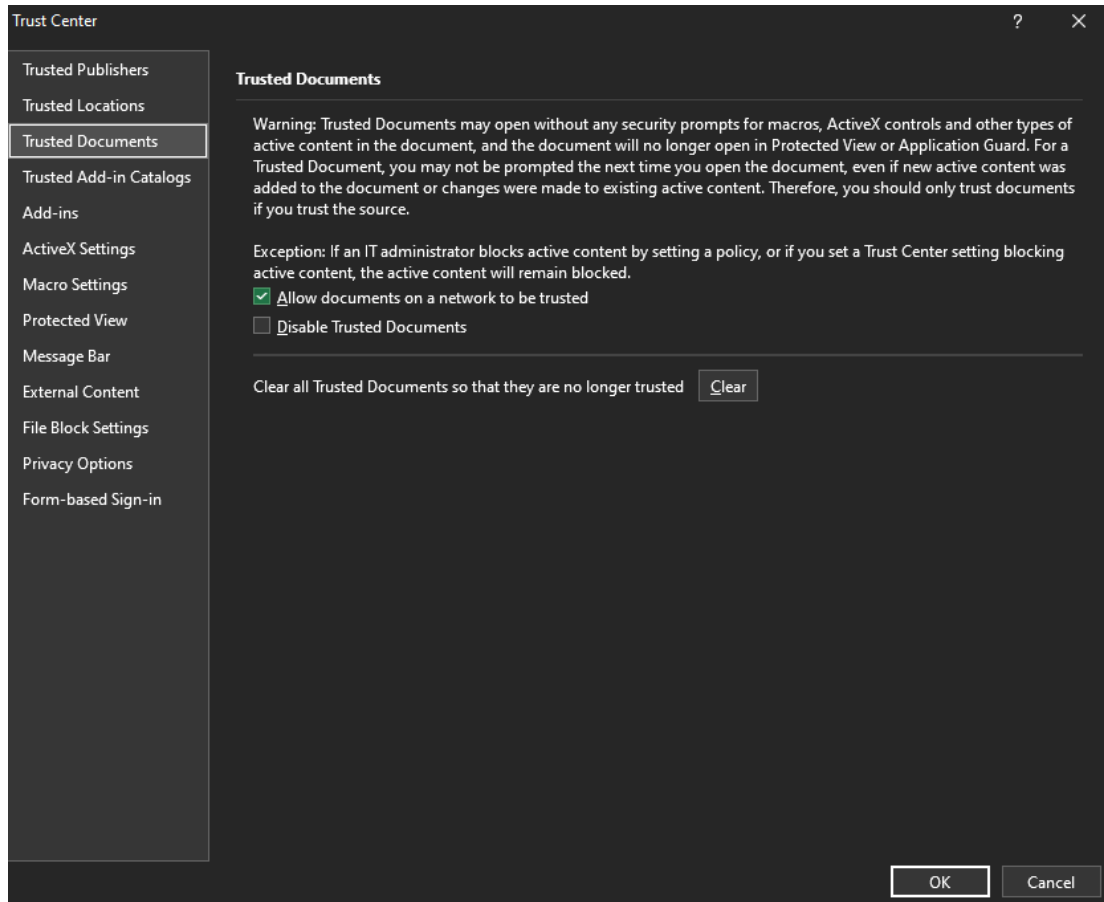 Trust Center
?
Trusted Publishers
Trusted Locations
Trusted Documents
Trusted Add-in Catalogs
Add-ins
ActiveX Settings
Macro Settings
Protected View
Message Bar
External Content
File Block Settings
Privacy Options
Form-based Sign-in
Trusted Documents
Warning: Trusted Documents may open without any security prompts for macros, ActiveX controls and other types of
active content in the document, and the document will no longer open in Protected View or Application Guard. For a
Trusted Document, you may not be prompted the next time you open the document, even if new active content was
added to the document or changes were made to existing active content. Therefore, you should only trust documents
if you trust the source.
Exception: If an IT administrator blocks active content by setting a policy, or if you set a Trust Center setting blocking
active content, the active content will remain blocked.
Allow documents on a network to be trusted
Disable Trusted Documents
Clear all Trusted Documents so that they are no longer trusted Clear
OK Cancel